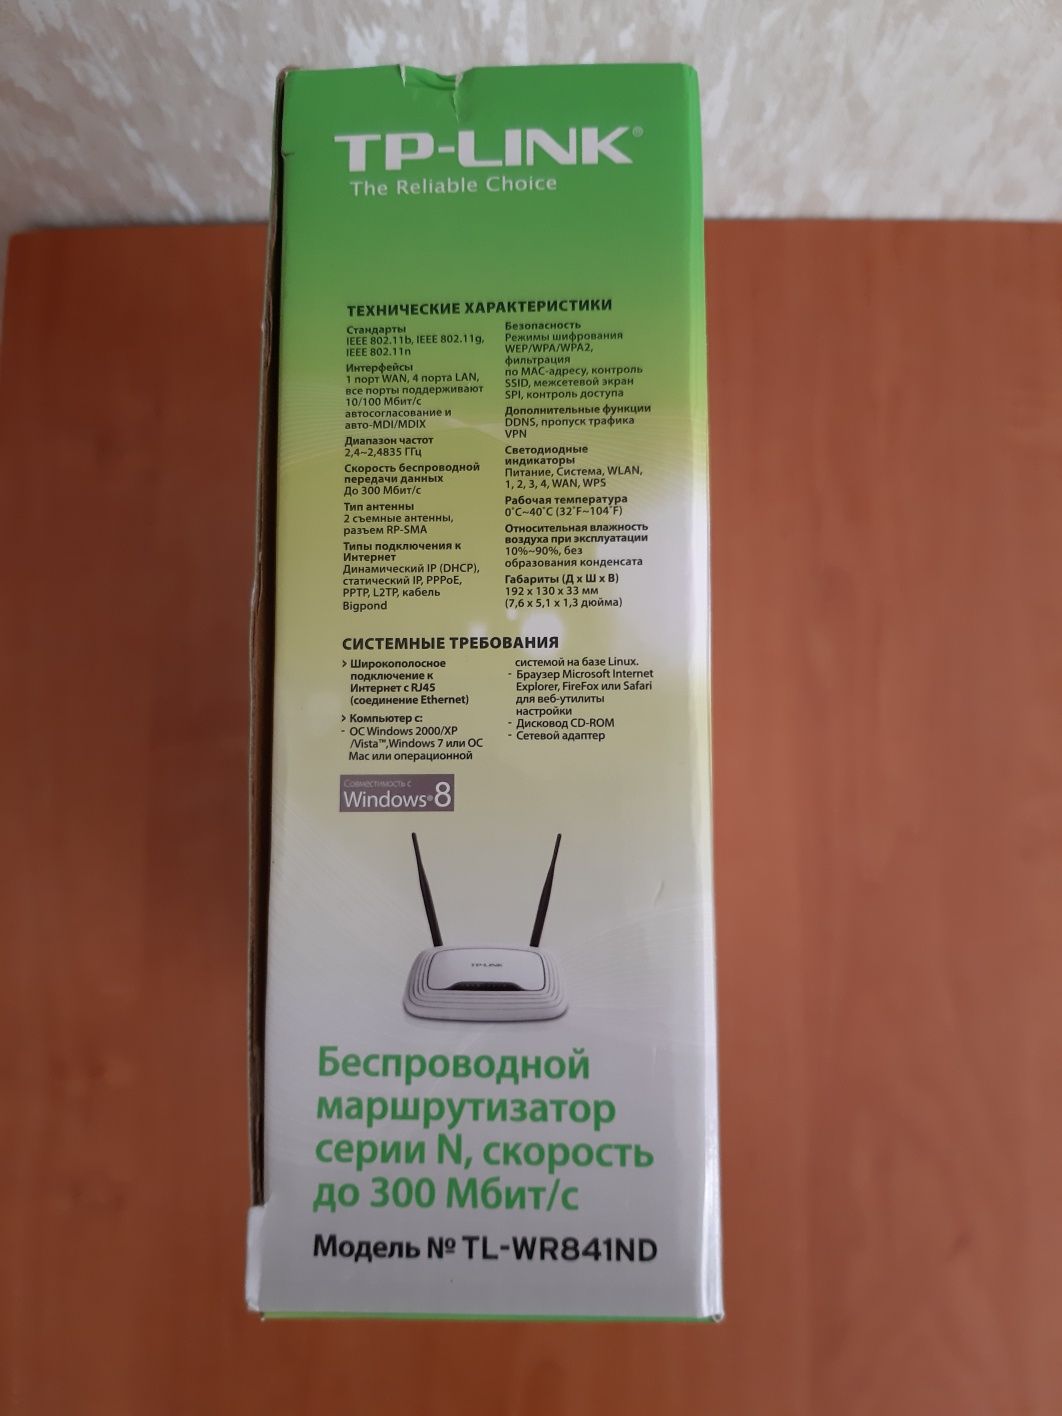 TP-LINK®
The Reliable Choice
ТЕХНИЧЕСКИЕ ХАРАКТЕРИСТИКИ
Стандарты
IEEE 802.11b, IEEE 802.11g,
IEEE 802.11n
Интерфейсы
1 порт WAN, 4 порта LAN,
все порты поддерживают
10/100 Мбит/с
автосогласование и
авто-MDI/MDIX
Диапазон частот
2,4~2,4835 ГГц
Скорость беспроводной
передачи данных
До 300 Мбит/с
Тип антенны
2 съемные антенны,
разъем RP-SMA
Типы подключения к
Интернет
Динамический IP (DHCP),
статический IP, PPPoE,
PPTP, L2TP, кабель
Bigpond
Безопасность
Режимы шифрования
WEP/WPA/WPA2,
фильтрация
по MAC-адресу, контроль
SSID, межсетевой экран
SPI, контроль доступа
Дополнительные функции
DDNS, пропуск трафика
VPN
Светодиодные
индикаторы
Питание, Система, WLAN,
1, 2, 3, 4, WAN, WPS
Рабочая температура
0˚C~40˚C (32˚F~104˚F)
Относительная влажность
воздуха при эксплуатации
10%~90%, без
образования конденсата
Габариты (Д x Ш x В)
192 x 130 x 33 мм
(7,6 x 5,1 x 1,3 дюйма)
СИСТЕМНЫЕ ТРЕБОВАНИЯ
› Широкополосное
подключение к
Интернет с RJ45
(соединение Ethernet)
› Компьютер с:
- ОС Windows 2000/XP
/Vista™,Windows 7 или ОС
Mac или операционной
системой на базе Linux.
- Браузер Microsoft Internet
Explorer, FireFox или Safari
для веб-утилиты
настройки
- Дисковод CD-ROM
- Сетевой адаптер
Совместимость с
Windows®8
TP-LINK
Беспроводной
маршрутизатор
серии N, скорость
до 300 Мбит/с
Модель № TL-WR841ND